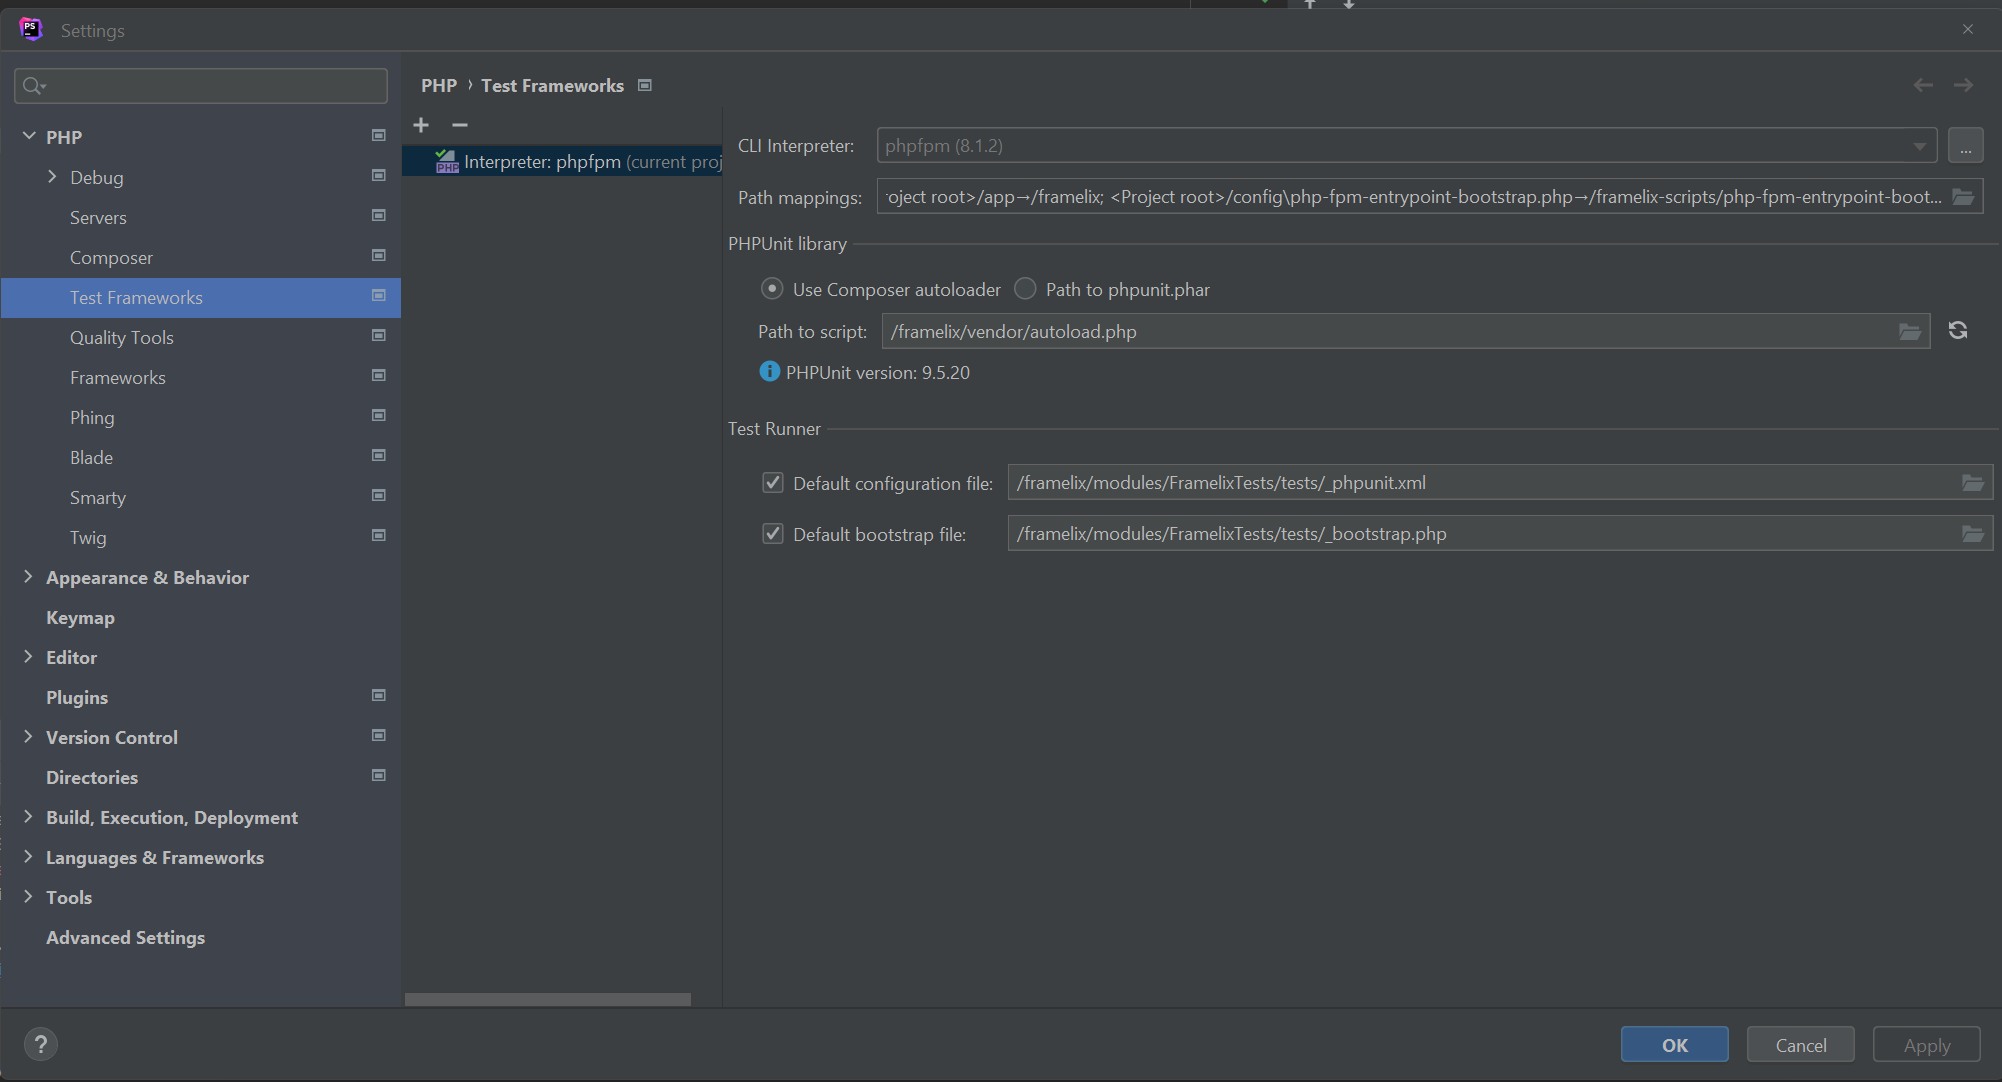 PS
Settings
PHP
Debug
Servers
Composer
Test Frameworks
Quality Tools
Frameworks
Phing
Blade
Smarty
Twig
Appearance & Behavior
Keymap
Editor
Plugins
Version Control
Directories
Build, Execution, Deployment
Languages & Frameworks
Tools
Advanced Settings
PHP › Test Frameworks
PHP Interpreter: phpfpm (current proj
CLI Interpreter: phpfpm (8.1.2) ...
Path mappings: oject root>/app→/framelix; <Project root>/config\php-fpm-entrypoint-bootstrap.php→/framelix-scripts/php-fpm-entrypoint-boot...
PHPUnit library
Use Composer autoloader Path to phpunit.phar
Path to script: /framelix/vendor/autoload.php
PHPUnit version: 9.5.20
Test Runner
Default configuration file: /framelix/modules/FramelixTests/tests/_phpunit.xml
Default bootstrap file: /framelix/modules/FramelixTests/tests/_bootstrap.php
? OK Cancel Apply